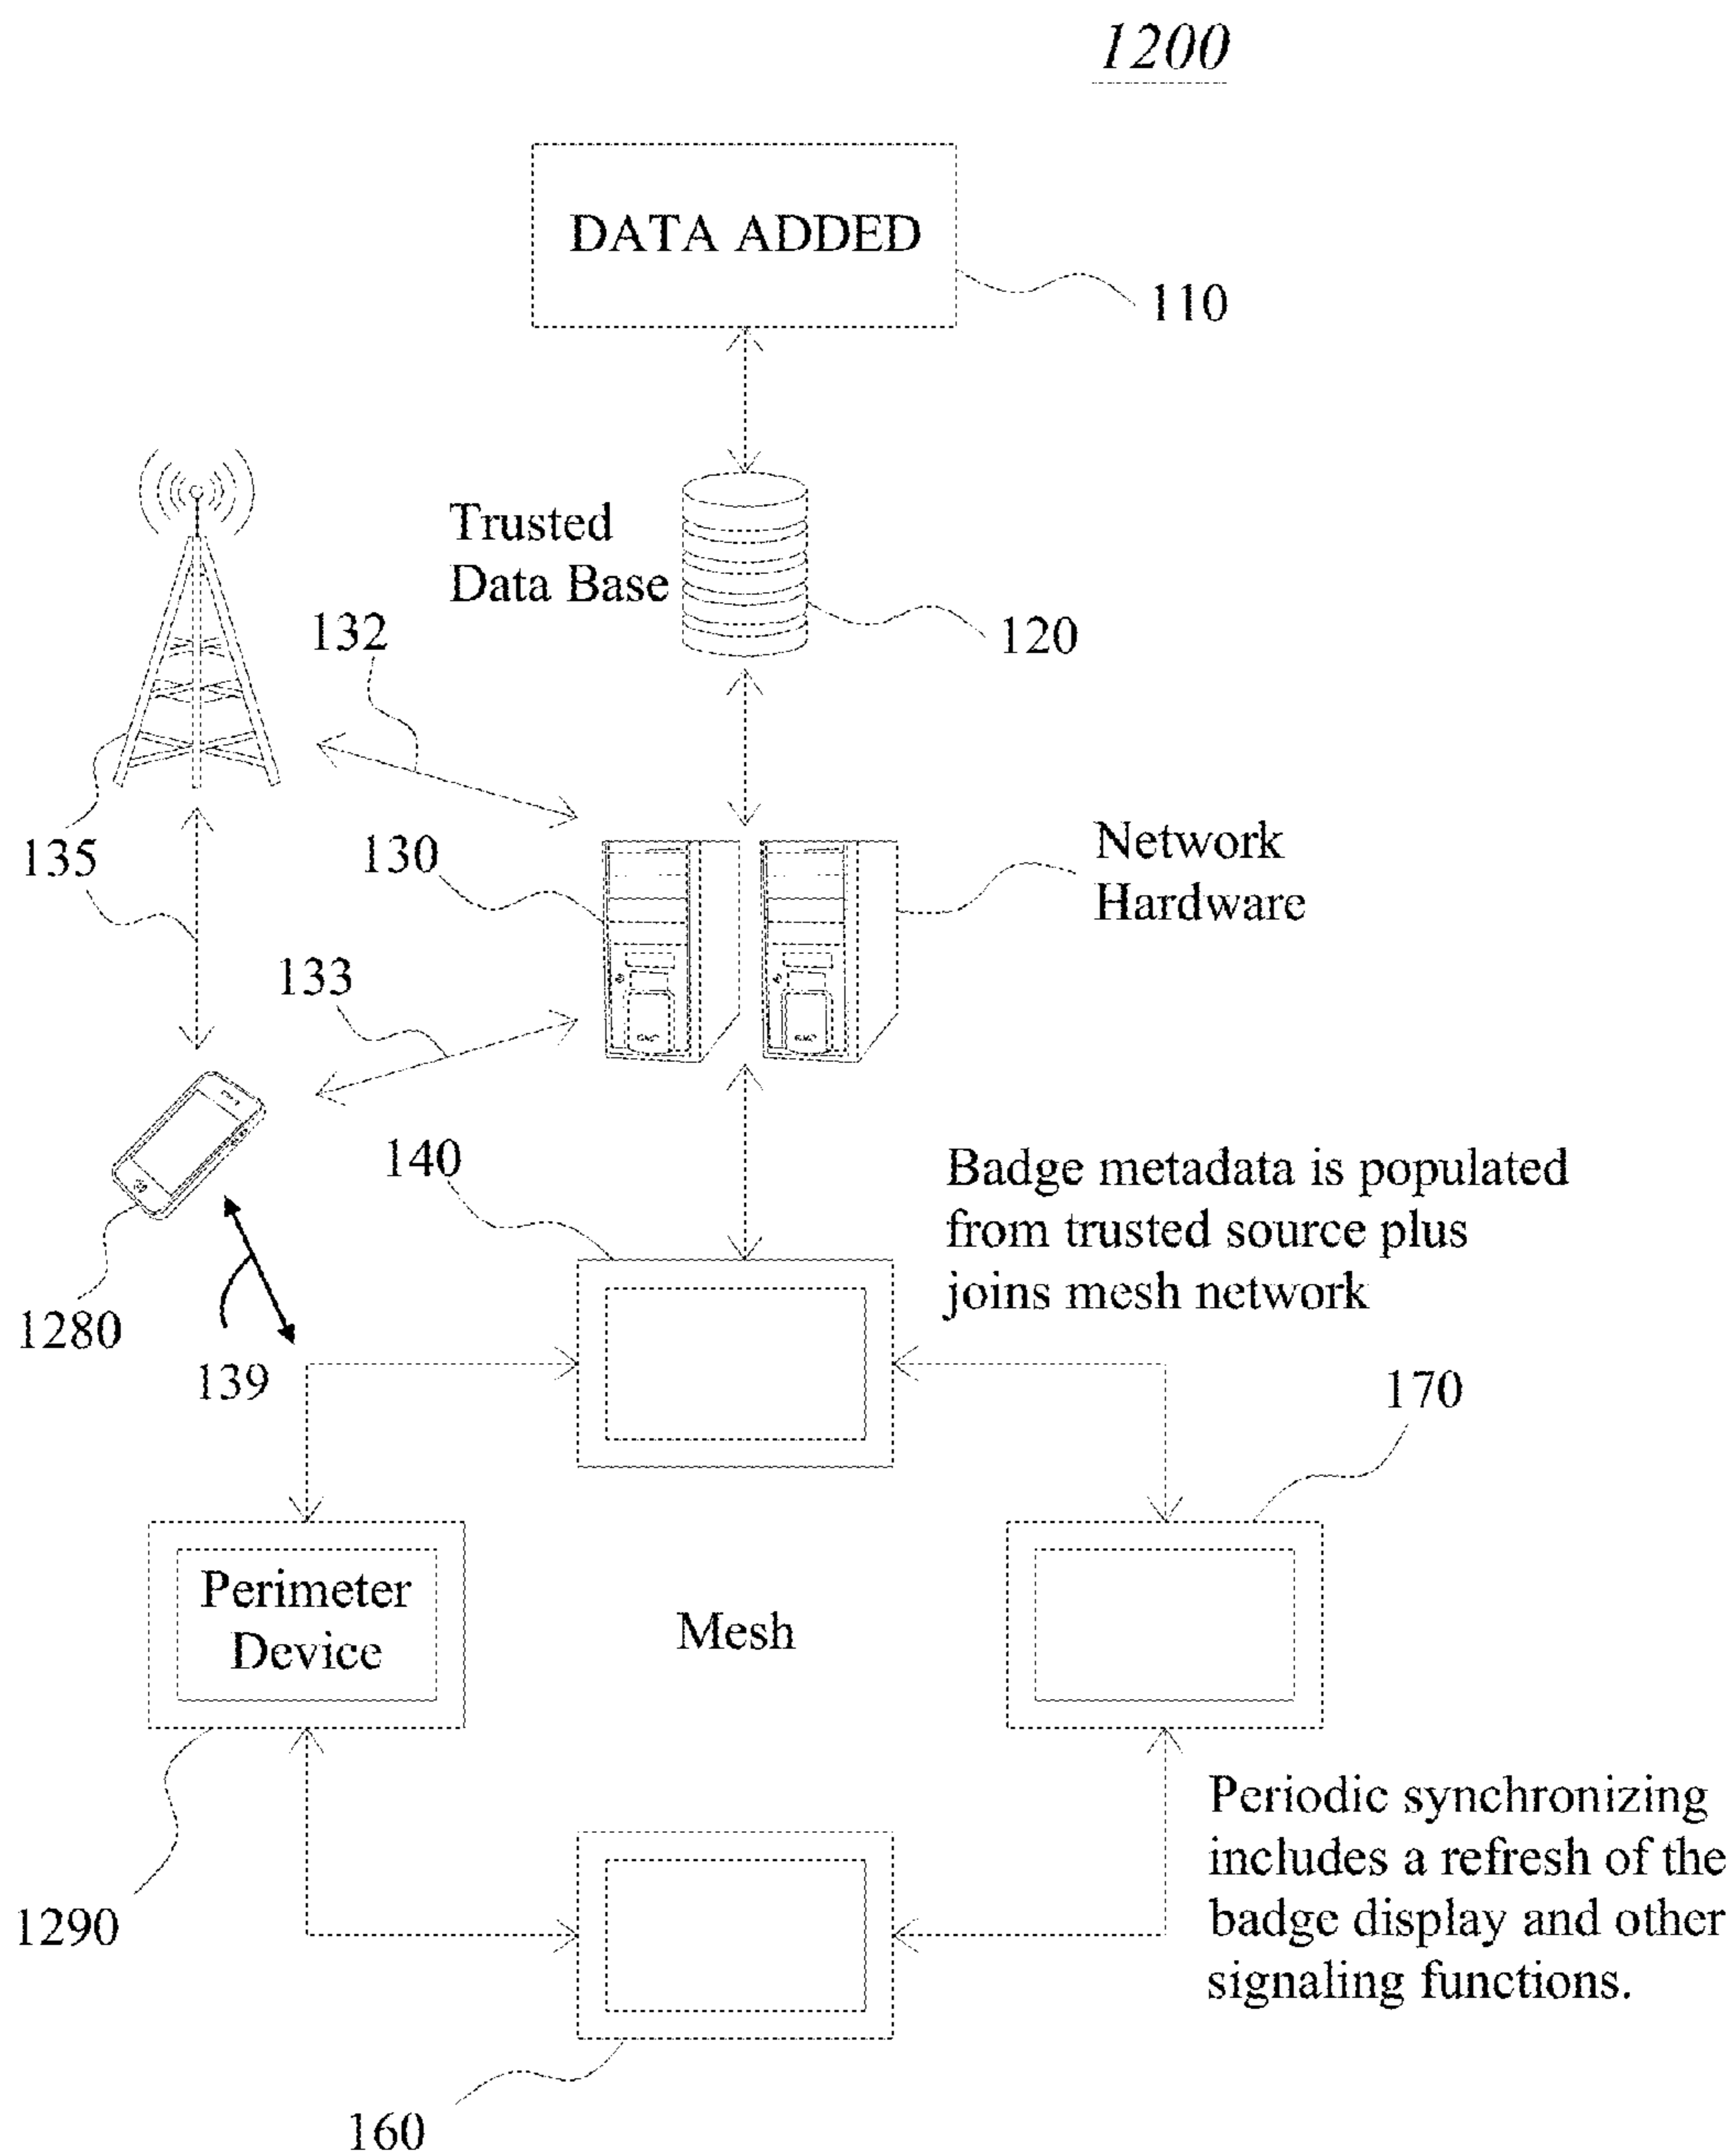 1200
DATA ADDED
110
Trusted
Data Base
120
132
135
130
Network
Hardware
133
140
Badge metadata is populated
from trusted source plus
joins mesh network
1280
139
170
Perimeter
Device
Mesh
1290
Periodic synchronizing
includes a refresh of the
badge display and other
signaling functions.
160